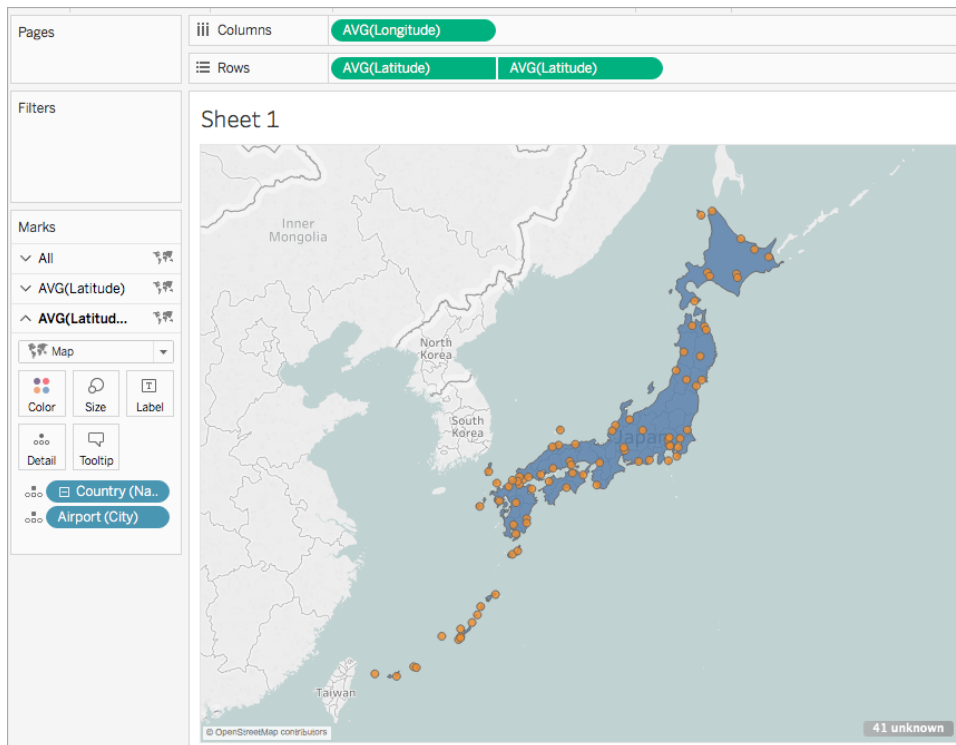 Pages
Columns
AVG(Longitude)
Rows
AVG(Latitude)
AVG(Latitude)
Filters
Sheet 1
Marks
All
AVG(Latitude)
AVG(Latitud...
Map
Color
Size
T
Label
Detail
Tooltip
Country (Na..
Airport (City)
Inner
Mongolia
North
Korea
South
Korea
Japan
Taiwan
© OpenStreetMap contributors
41 unknown